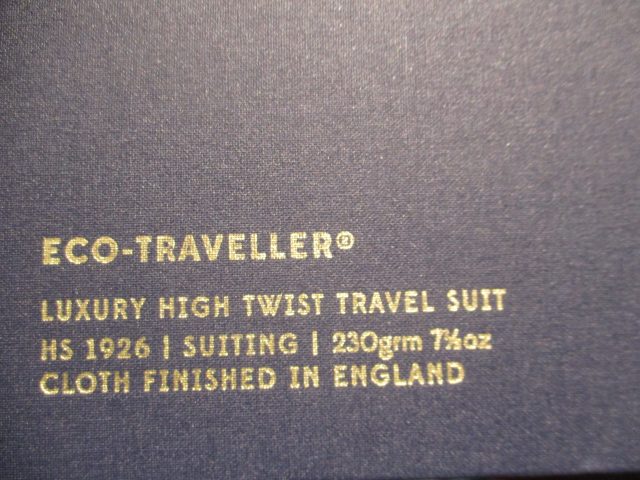 ECO-TRAVELLER®
LUXURY HIGH TWIST TRAVEL SUIT
HS 1926 | SUITING | 230grm 7½oz
CLOTH FINISHED IN ENGLAND